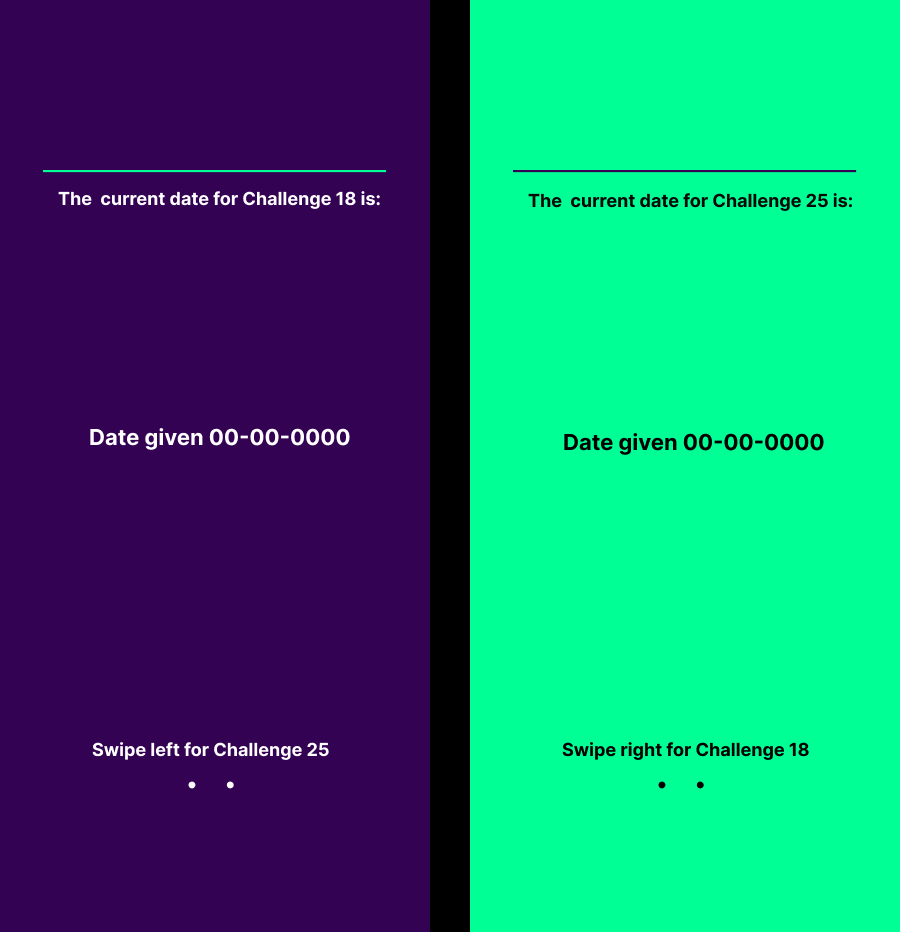 The  current date for Challenge 18 is:
Date given 00-00-0000
Swipe left for Challenge 25
The  current date for Challenge 25 is:
Date given 00-00-0000
Swipe right for Challenge 18